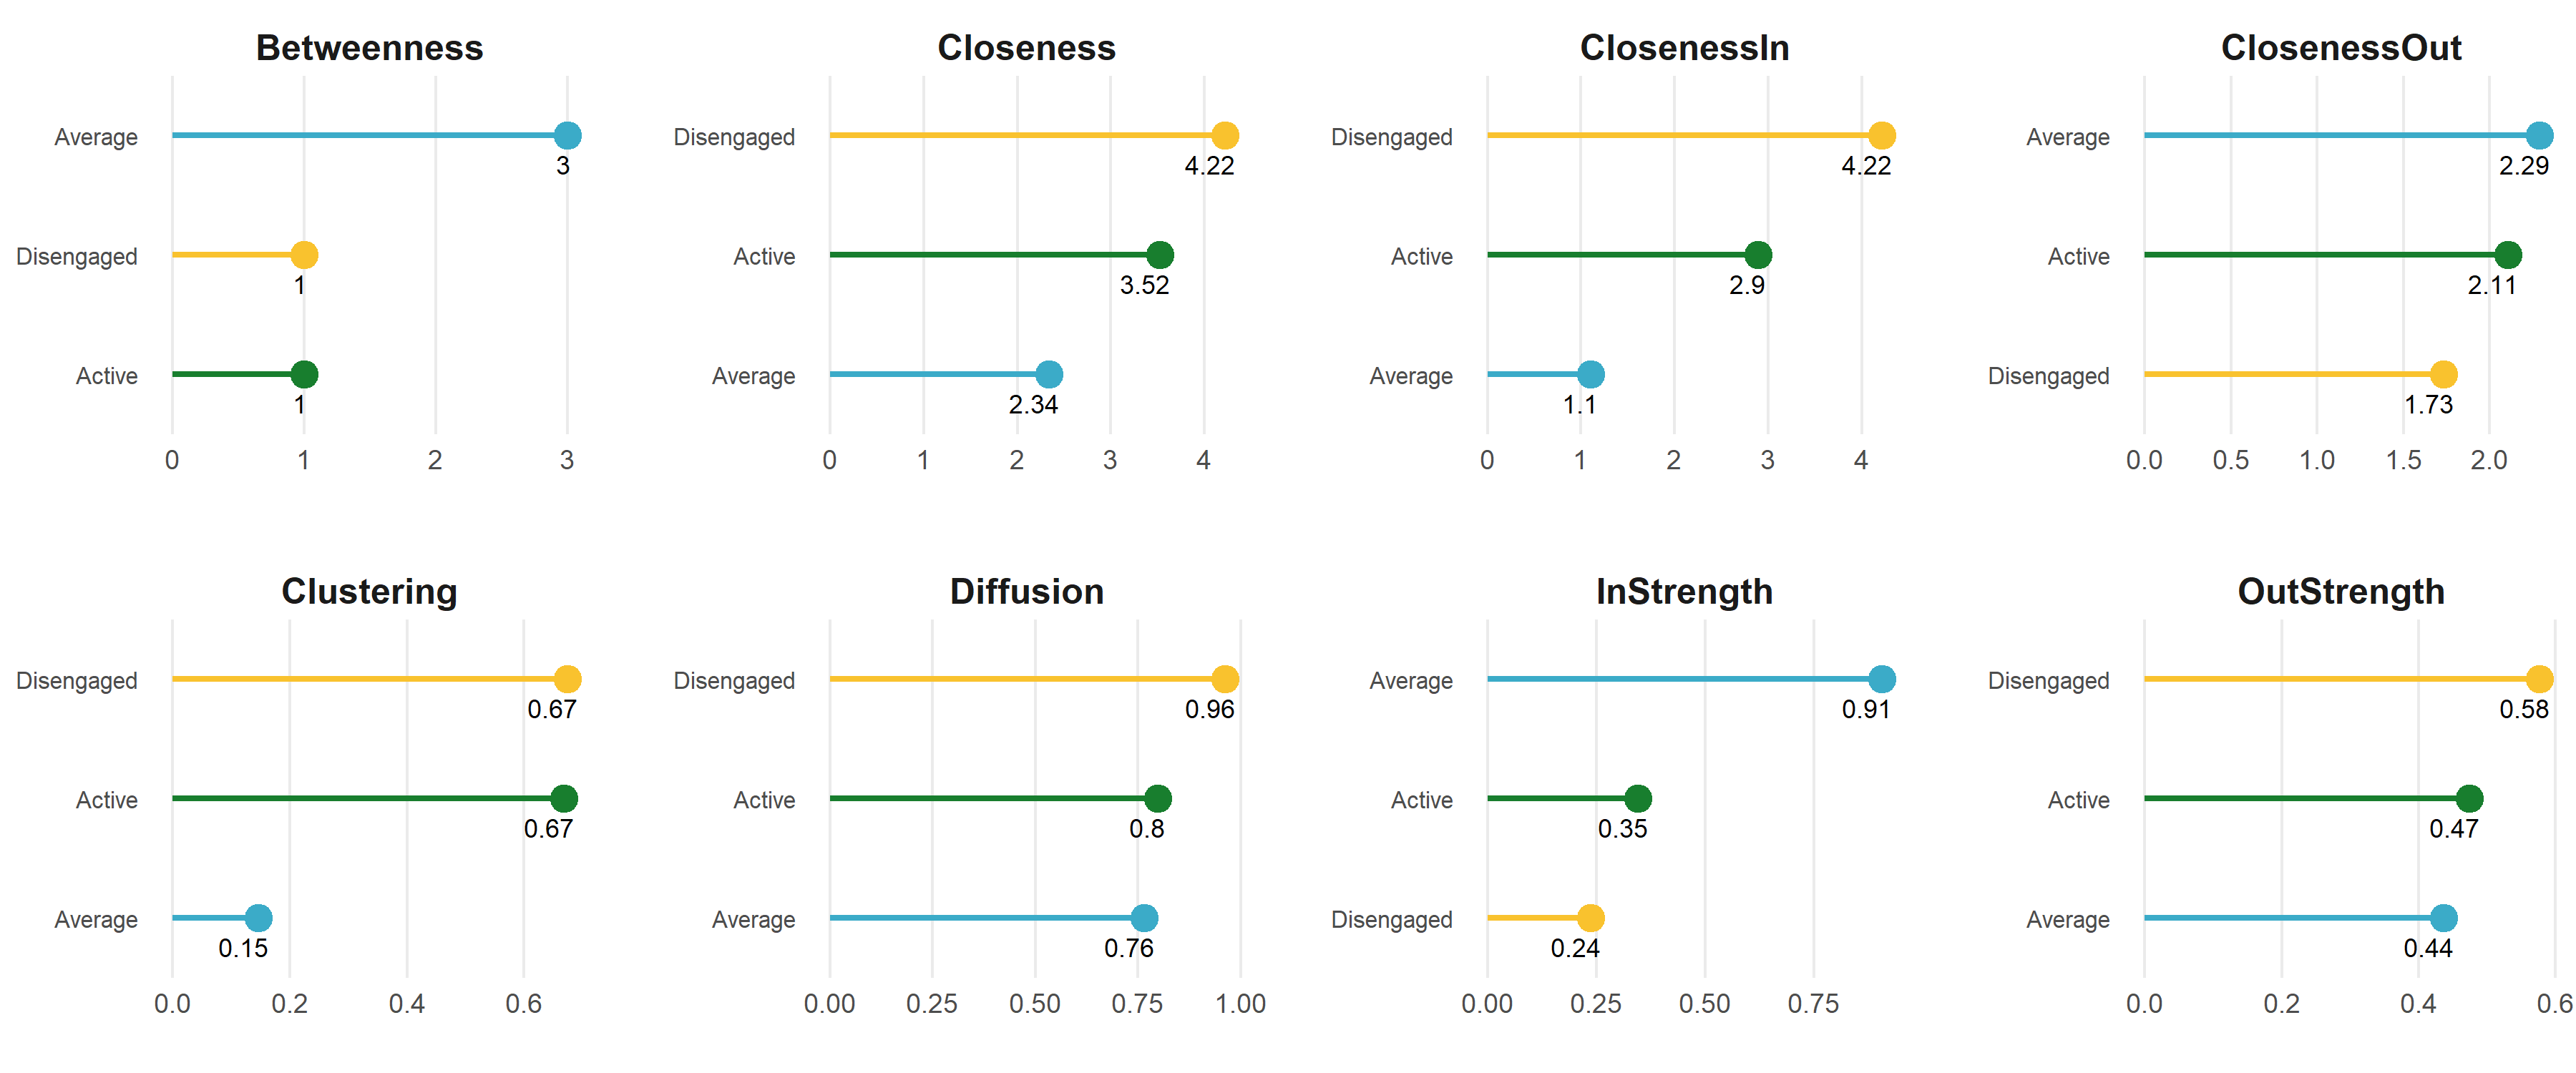 Betweenness
Average
3
Disengaged
1
Active
1
0 1 2 3
Closeness
Disengaged
4.22
Active
3.52
Average
2.34
0 1 2 3 4
ClosenessIn
Disengaged
4.22
Active
2.9
Average
1.1
0 1 2 3 4
ClosenessOut
Average
2.29
Active
2.11
Disengaged
1.73
0.0 0.5 1.0 1.5 2.0
Clustering
Disengaged
0.67
Active
0.67
Average
0.15
0.0 0.2 0.4 0.6
Diffusion
Disengaged
0.96
Active
0.8
Average
0.76
0.00 0.25 0.50 0.75 1.00
InStrength
Average
0.91
Active
0.35
Disengaged
0.24
0.00 0.25 0.50 0.75
OutStrength
Disengaged
0.58
Active
0.47
Average
0.44
0.0 0.2 0.4 0.6